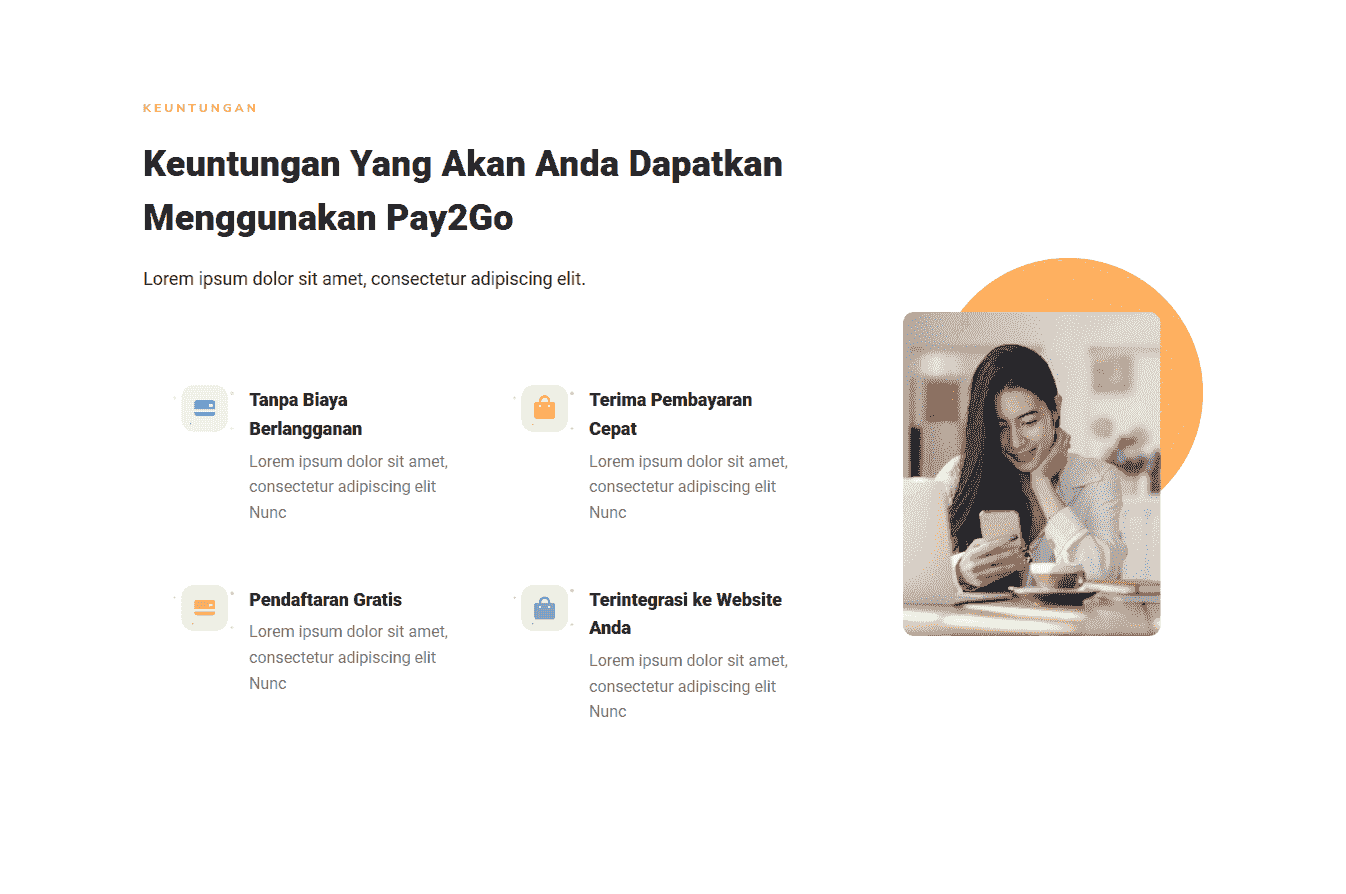 KEUNTUNGAN
Keuntungan Yang Akan Anda Dapatkan
Menggunakan Pay2Go
Lorem ipsum dolor sit amet, consectetur adipiscing elit.
Tanpa Biaya
Berlangganan
Lorem ipsum dolor sit amet,
consectetur adipiscing elit
Nunc
Terima Pembayaran
Cepat
Lorem ipsum dolor sit amet,
consectetur adipiscing elit
Nunc
Pendaftaran Gratis
Lorem ipsum dolor sit amet,
consectetur adipiscing elit
Nunc
Terintegrasi ke Website
Anda
Lorem ipsum dolor sit amet,
consectetur adipiscing elit
Nunc